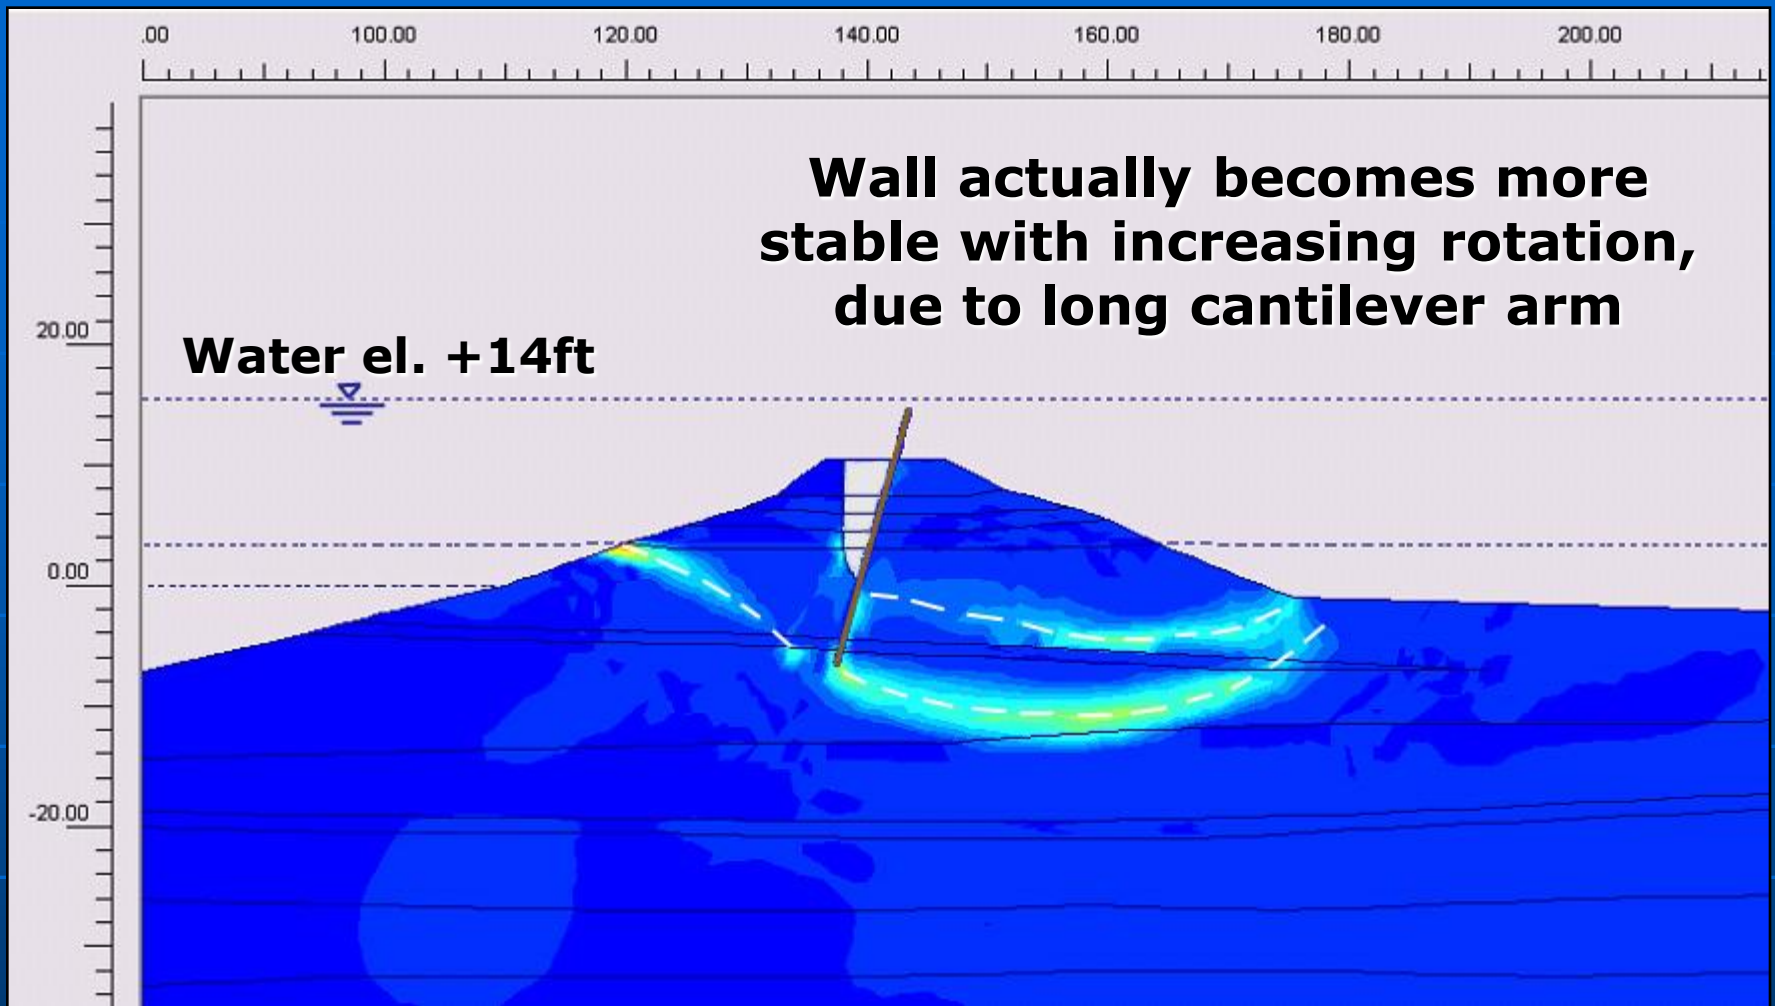 .00 100.00 120.00 140.00 160.00 180.00 200.00
Wall actually becomes more
stable with increasing rotation,
due to long cantilever arm
20.00
Water el. +14ft
0.00
-20.00